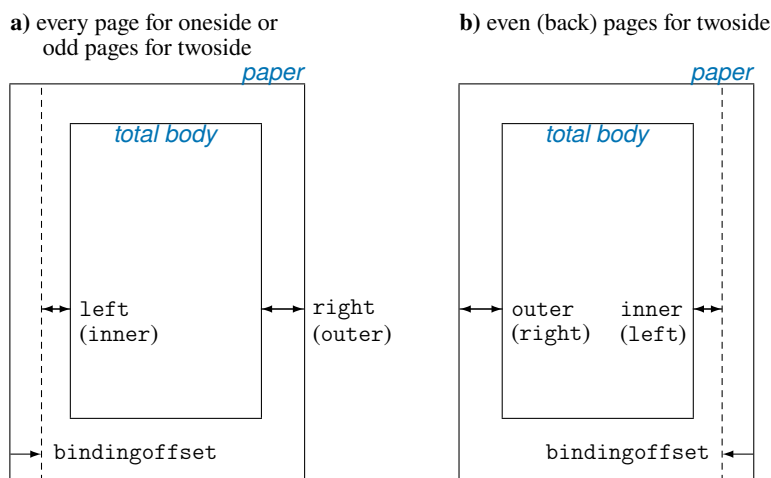 a) every page for oneside or
odd pages for twoside
paper
total body
left
(inner)
right
(outer)
bindingoffset
b) even (back) pages for twoside
paper
total body
outer
(right)
inner
(left)
bindingoffset